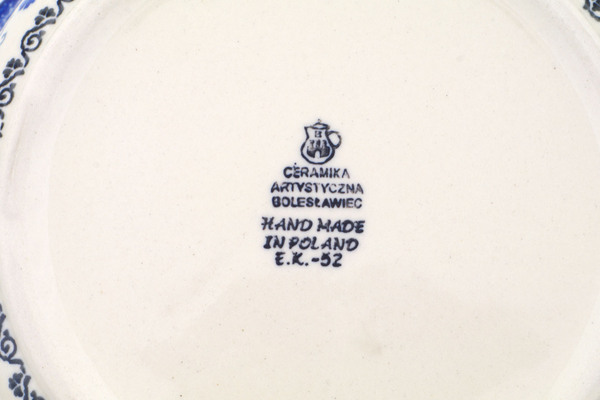 CERAMIKA
ARTYSTYCZNA
BOLESŁAWIEC
HAND MADE
IN POLAND
E.K.-52